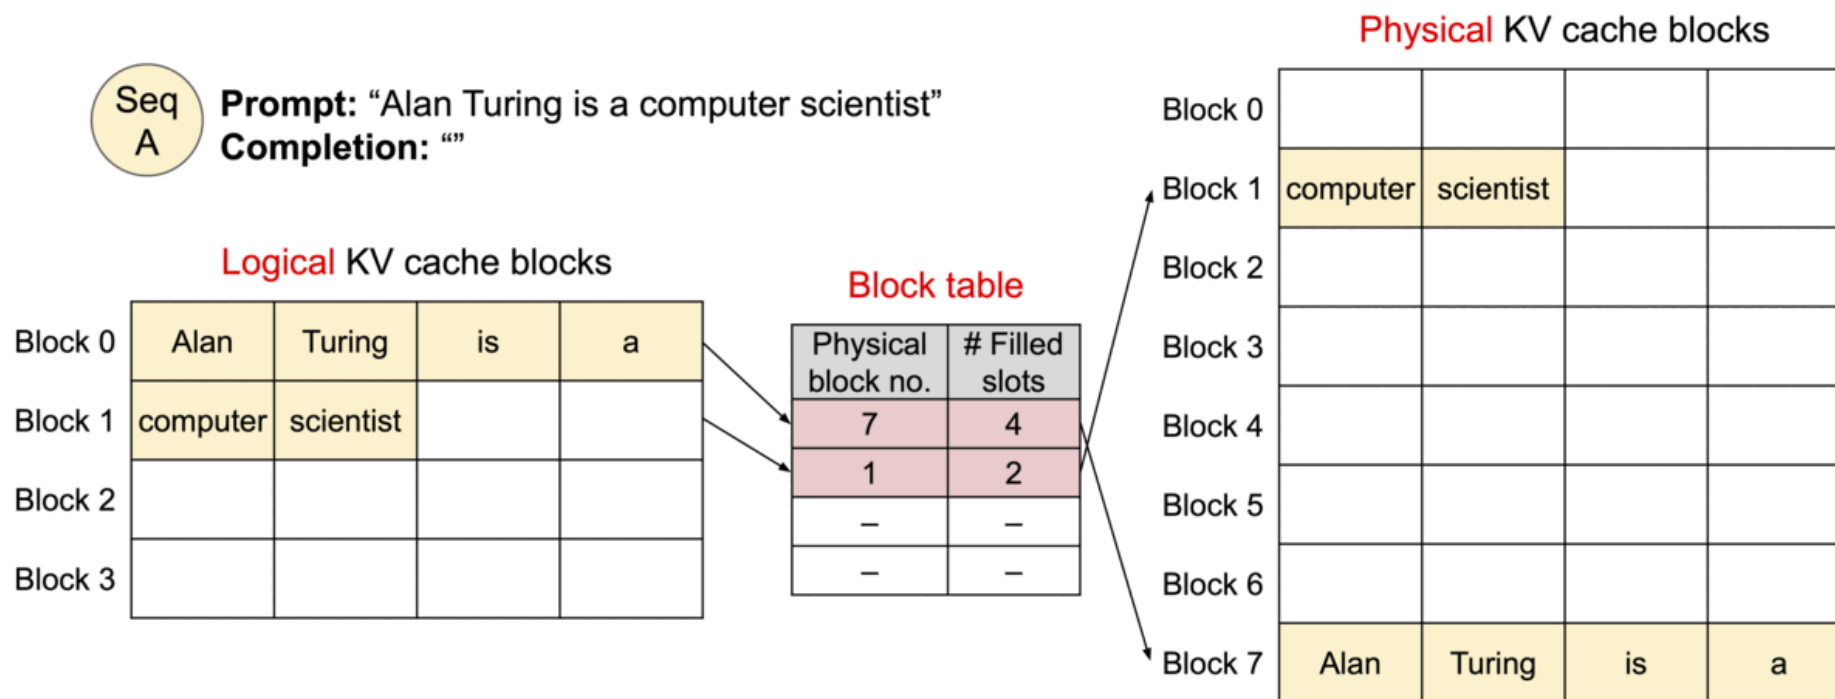 Physical KV cache blocks
Seq
A
Prompt: “Alan Turing is a computer scientist”
Completion: “”
Logical KV cache blocks
Block 0 Alan Turing is a
Block 1 computer scientist
Block 2
Block 3
Block table
Physical block no. # Filled slots
7 4
1 2
– –
– –
Block 0
Block 1 computer scientist
Block 2
Block 3
Block 4
Block 5
Block 6
Block 7 Alan Turing is a